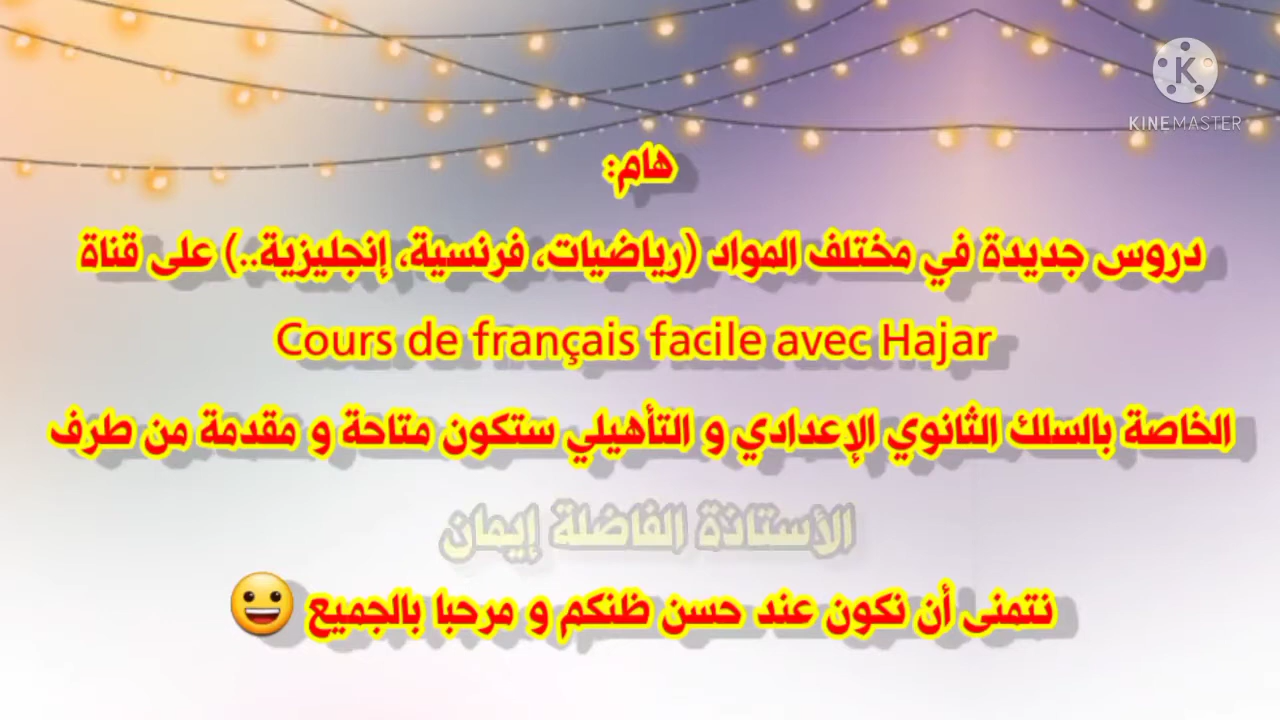 K
KINEMASTER
هام:
دروس جديدة في مختلف المواد (رياضيات، فرنسية، إنجليزية..) على قناة
Cours de français facile avec Hajar
الخاصة بالسلك الثانوي الإعدادي و التأهيلي ستكون متاحة و مقدمة من طرف
الأستاذة الفاضلة إيمان
نتمنى أن نكون عند حسن ظنكم و مرحبا بالجميع 😀